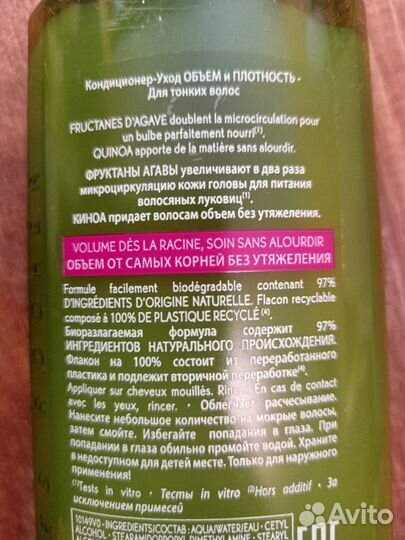 Кондиционер-Уход ОБЪЕМ и ПЛОТНОСТЬ -
Для тонких волос
FRUCTANES D'AGAVE doublent la microcirculation pour
un bulbe parfaitement nourri(1).
QUINOA apporte de la matière sans alourdir.
ФРУКТАНЫ АГАВЫ увеличивают в два раза
микроциркуляцию кожи головы для питания
волосяных луковиц(1).
КИНОА придает волосам объем без утяжеления.
VOLUME DÈS LA RACINE, SOIN SANS ALOURDIR
ОБЪЕМ ОТ САМЫХ КОРНЕЙ БЕЗ УТЯЖЕЛЕНИЯ
Formule facilement biodégradable contenant 97%
D'INGRÉDIENTS D'ORIGINE NATURELLE. Flacon recyclable
composé à 100% DE PLASTIQUE RECYCLÉ (*).
Биоразлагаемая формула содержит 97%
ИНГРЕДИЕНТОВ НАТУРАЛЬНОГО ПРОИСХОЖДЕНИЯ.
Флакон на 100% состоит из переработанного
пластика и подлежит вторичной переработке(*).
Appliquer sur cheveux mouillés. Rincer. En cas de contact
avec les yeux, rincer. • Облегчает расчесывание.
Нанесите небольшое количество на мокрые волосы,
затем смойте. Избегайте попадания в глаза. При
попадании в глаза обильно промойте водой. Храните
в недоступном для детей месте. Только для наружного
применения!
(1)Tests in vitro • Тесты in vitro (2)Hors additif • За
исключением примесей
10149V0 - INGREDIENTS/СОСТАВ : AQUA/WATER/EAU - CETYL
ALCOHOL - STEARAMIDOPROPYL DIMETHYLAMINE - STEARYL
Avito